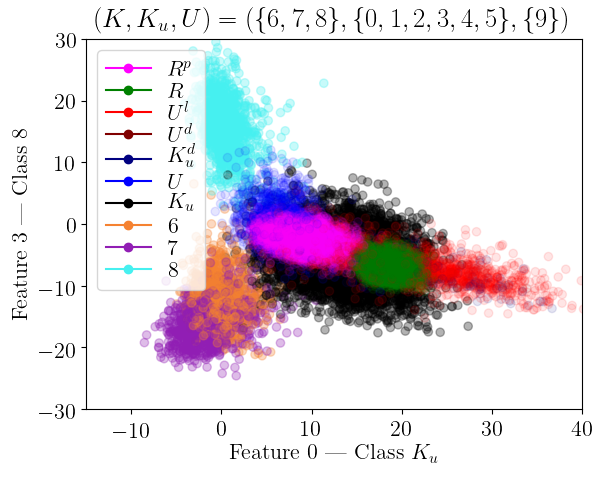 (K, K_u, U) = ({6, 7, 8}, {0, 1, 2, 3, 4, 5}, {9})
30
20
10
0
−10
−20
−30
Feature 3 — Class 8
R^p
R
U^l
U^d
K_u^d
U
K_u
6
7
8
−10 0 10 20 30 40
Feature 0 — Class K_u